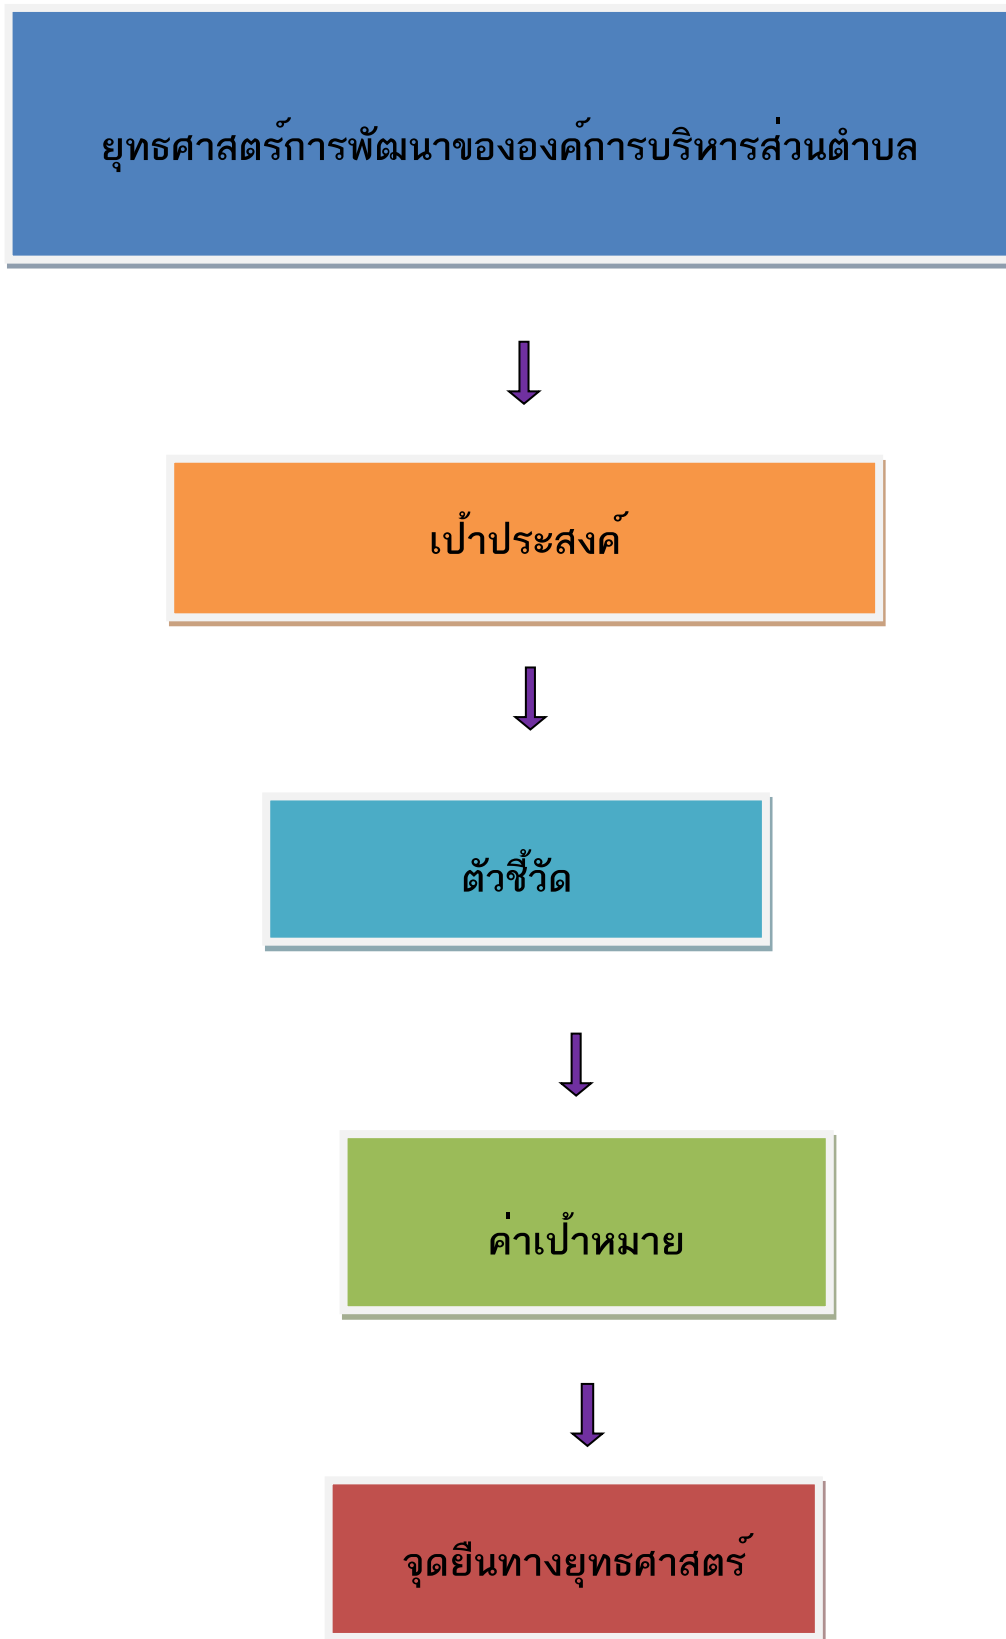 ยุทธศาสตร์การพัฒนาขององค์การบริหารส่วนตำบล
เป้าประสงค์
ตัวชี้วัด
ค่าเป้าหมาย
จุดยืนทางยุทธศาสตร์